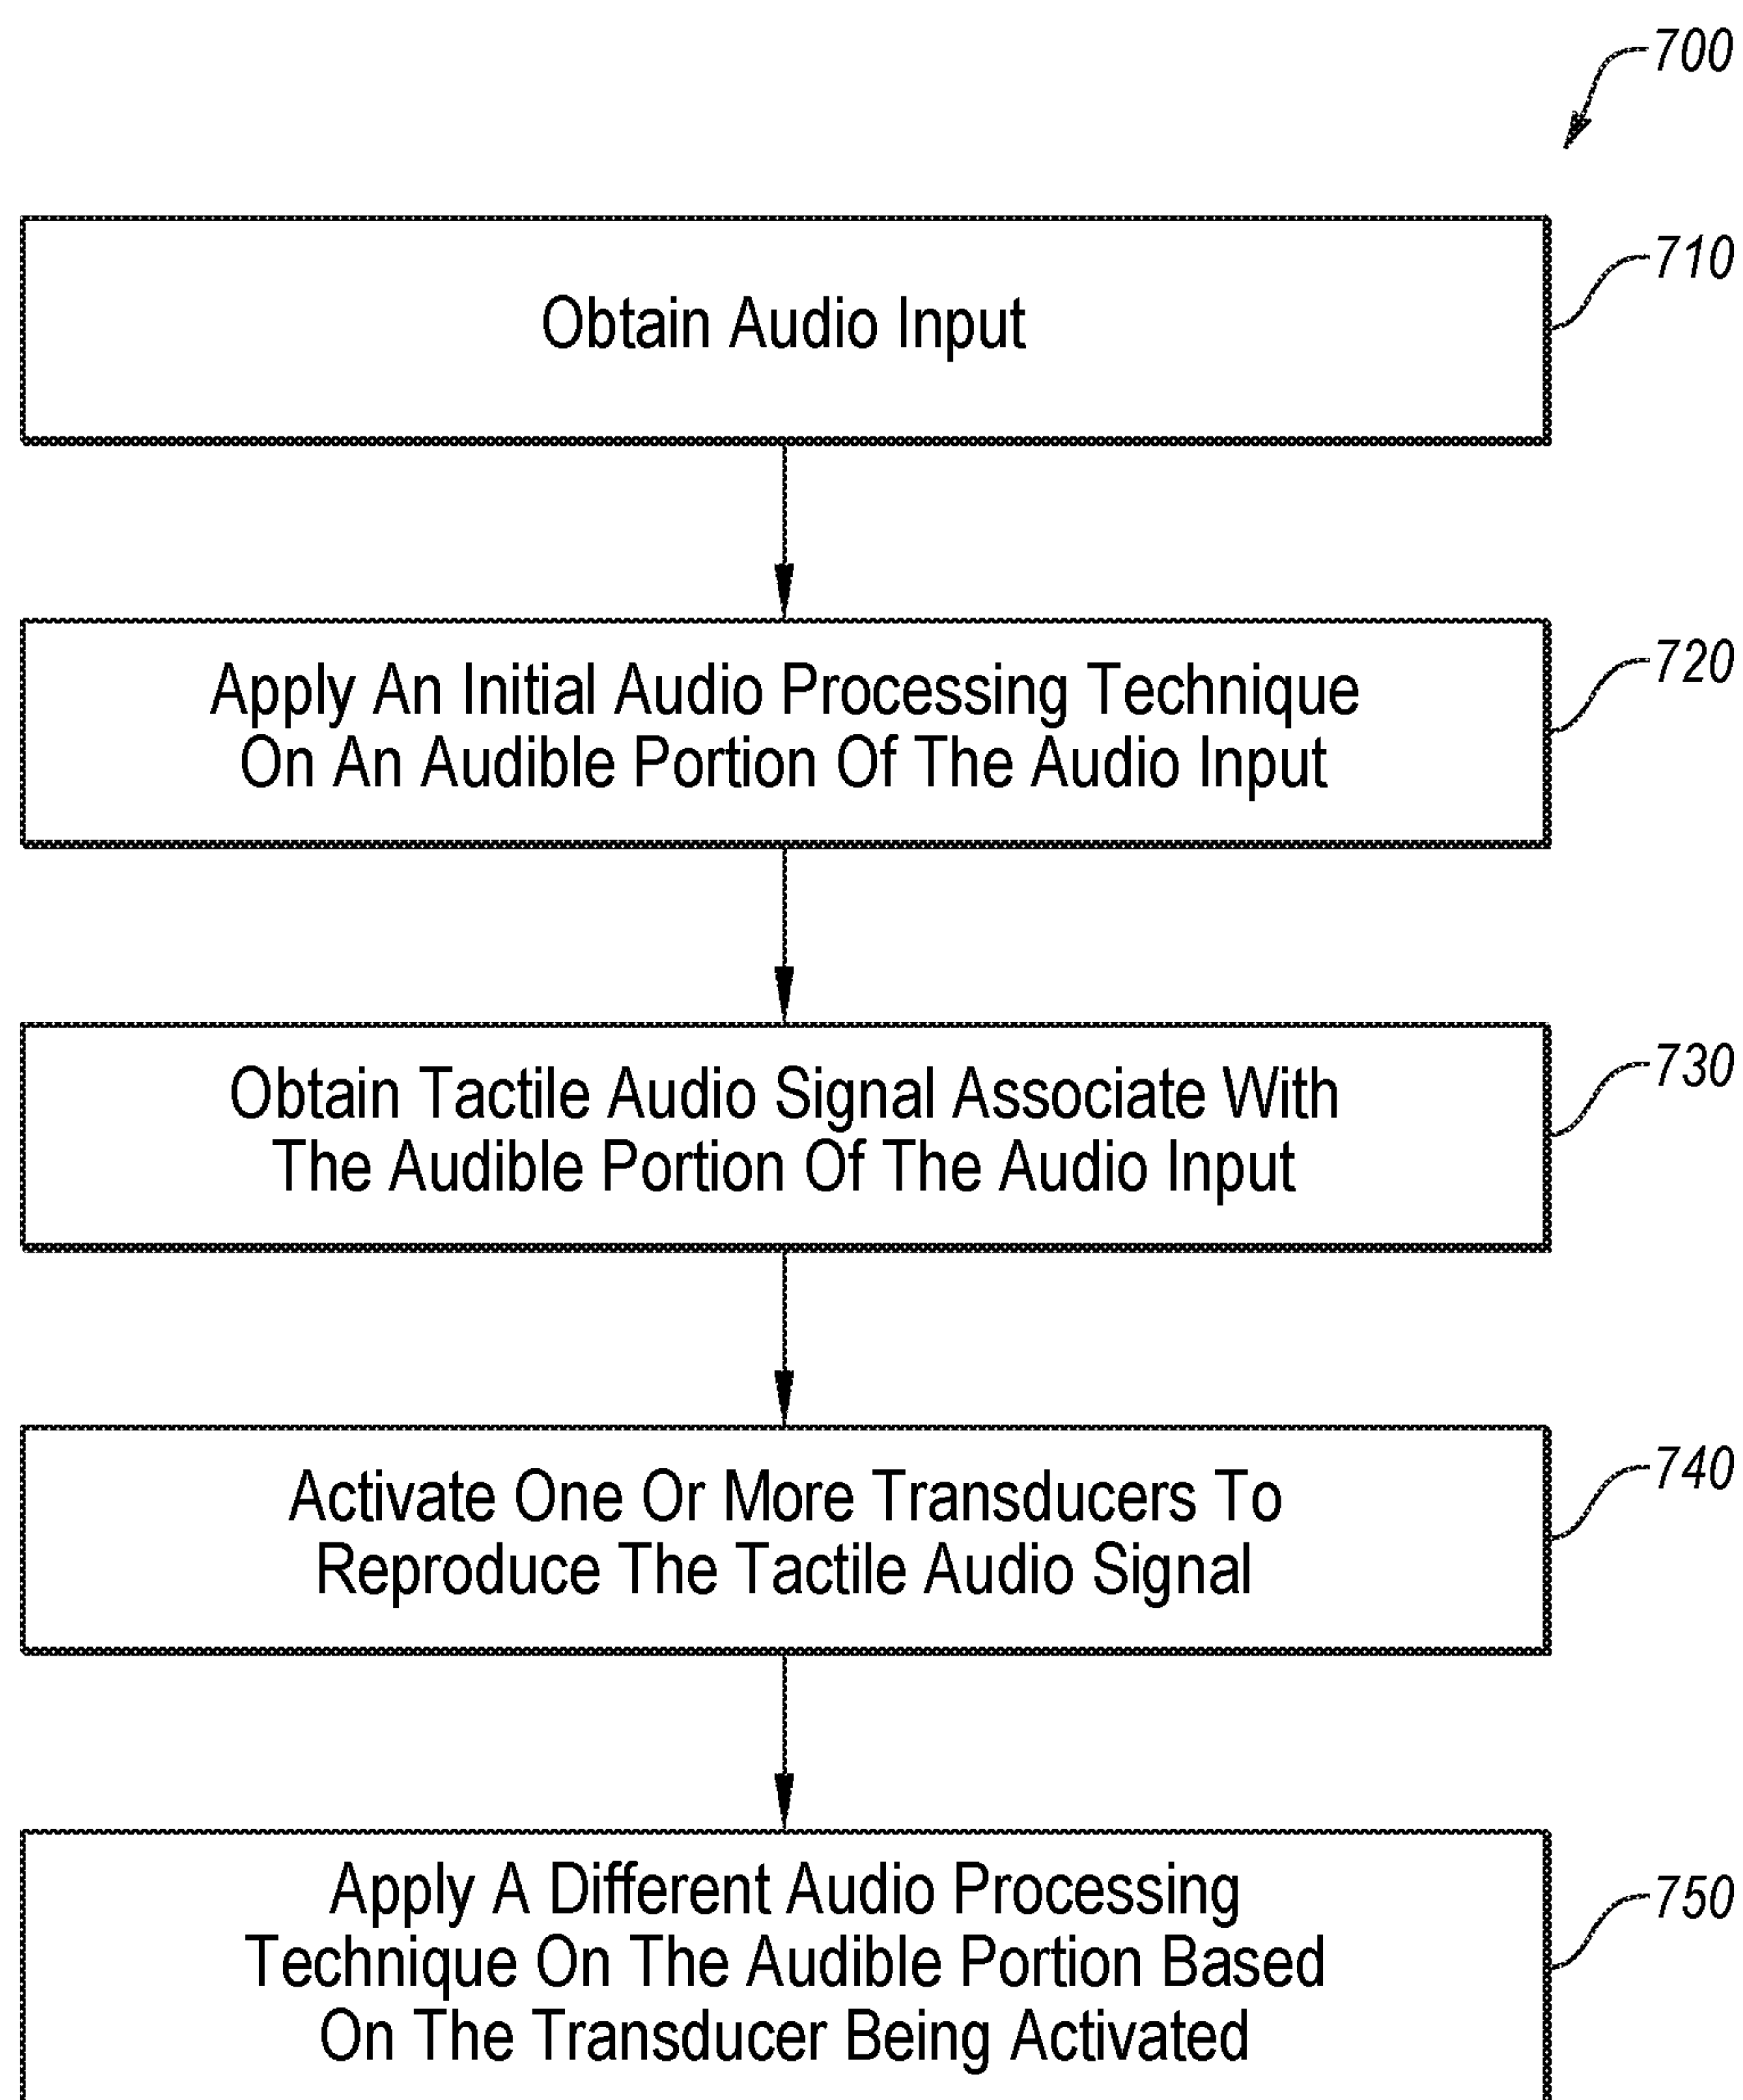 700
710
Obtain Audio Input
720
Apply An Initial Audio Processing Technique
On An Audible Portion Of The Audio Input
730
Obtain Tactile Audio Signal Associate With
The Audible Portion Of The Audio Input
740
Activate One Or More Transducers To
Reproduce The Tactile Audio Signal
750
Apply A Different Audio Processing
Technique On The Audible Portion Based
On The Transducer Being Activated